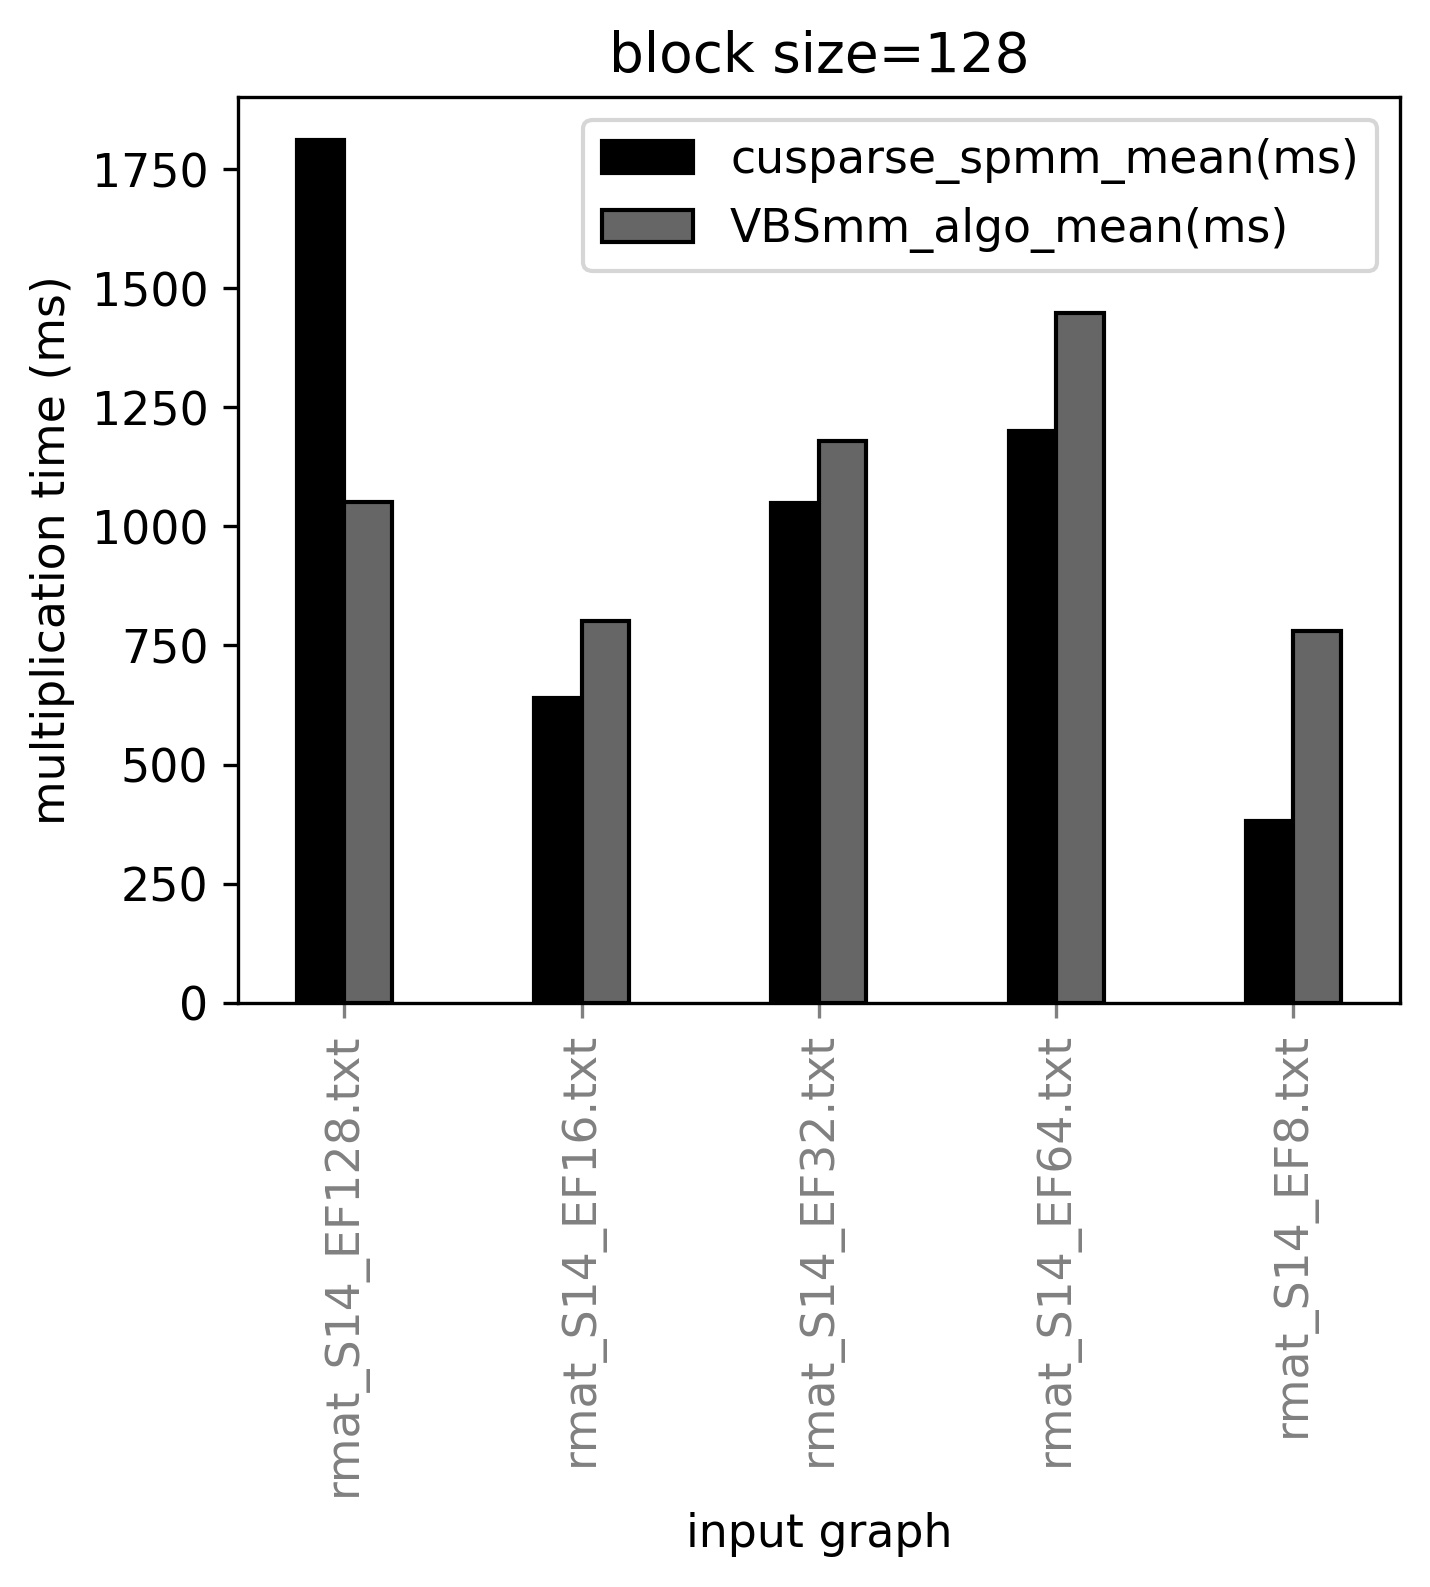 block size=128
cusparse_spmm_mean(ms)
VBSmm_algo_mean(ms)
multiplication time (ms)
1750
1500
1250
1000
750
500
250
0
rmat_S14_EF128.txt
rmat_S14_EF16.txt
rmat_S14_EF32.txt
rmat_S14_EF64.txt
rmat_S14_EF8.txt
input graph